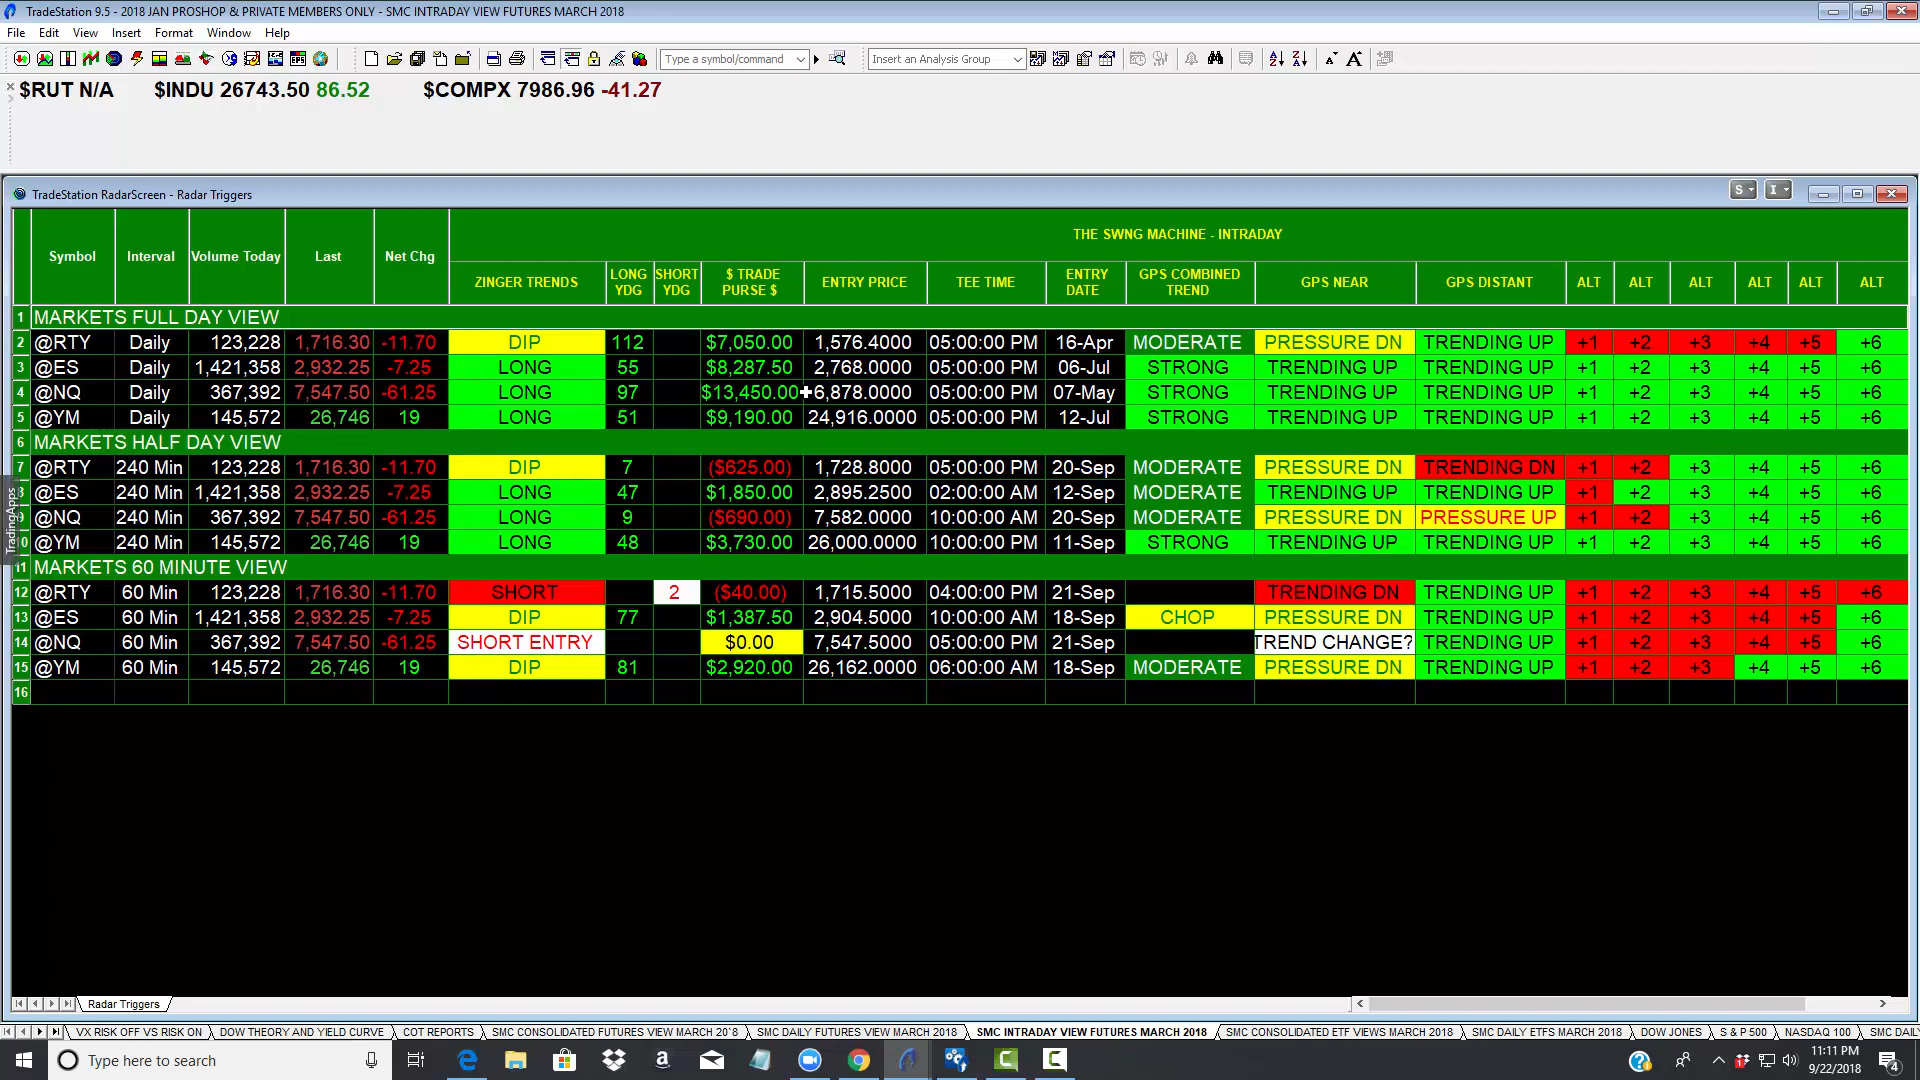 TradeStation 9.5 - 2018 JAN PROSHOP & PRIVATE MEMBERS ONLY - SMC INTRADAY VIEW FUTURES MARCH 2018
File Edit View Insert Format Window Help
Type a symbol/command Insert an Analysis Group
$RUT N/A $INDU 26743.50 86.52 $COMPX 7986.96 -41.27
TradeStation RadarScreen - Radar Triggers S I
THE SWNG MACHINE - INTRADAY
Symbol Interval Volume Today Last Net Chg ZINGER TRENDS LONG YDG SHORT YDG $ TRADE PURSE $ ENTRY PRICE TEE TIME ENTRY DATE GPS COMBINED TREND GPS NEAR GPS DISTANT ALT ALT ALT ALT ALT ALT
1 MARKETS FULL DAY VIEW
2 @RTY Daily 123,228 1,716.30 -11.70 DIP 112 $7,050.00 1,576.4000 05:00:00 PM 16-Apr MODERATE PRESSURE DN TRENDING UP +1 +2 +3 +4 +5 +6
3 @ES Daily 1,421,358 2,932.25 -7.25 LONG 55 $8,287.50 2,768.0000 05:00:00 PM 06-Jul STRONG TRENDING UP TRENDING UP +1 +2 +3 +4 +5 +6
4 @NQ Daily 367,392 7,547.50 -61.25 LONG 97 $13,450.00 6,878.0000 05:00:00 PM 07-May STRONG TRENDING UP TRENDING UP +1 +2 +3 +4 +5 +6
5 @YM Daily 145,572 26,746 19 LONG 51 $9,190.00 24,916.0000 05:00:00 PM 12-Jul STRONG TRENDING UP TRENDING UP +1 +2 +3 +4 +5 +6
6 MARKETS HALF DAY VIEW
7 @RTY 240 Min 123,228 1,716.30 -11.70 DIP 7 ($625.00) 1,728.8000 05:00:00 PM 20-Sep MODERATE PRESSURE DN TRENDING DN +1 +2 +3 +4 +5 +6
8 @ES 240 Min 1,421,358 2,932.25 -7.25 LONG 47 $1,850.00 2,895.2500 02:00:00 AM 12-Sep MODERATE TRENDING UP TRENDING UP +1 +2 +3 +4 +5 +6
9 @NQ 240 Min 367,392 7,547.50 -61.25 LONG 9 ($690.00) 7,582.0000 10:00:00 AM 20-Sep MODERATE PRESSURE DN PRESSURE UP +1 +2 +3 +4 +5 +6
0 @YM 240 Min 145,572 26,746 19 LONG 48 $3,730.00 26,000.0000 10:00:00 PM 11-Sep STRONG TRENDING UP TRENDING UP +1 +2 +3 +4 +5 +6
TradingApps
11 MARKETS 60 MINUTE VIEW
12 @RTY 60 Min 123,228 1,716.30 -11.70 SHORT 2 ($40.00) 1,715.5000 04:00:00 PM 21-Sep TRENDING DN TRENDING UP +1 +2 +3 +4 +5 +6
13 @ES 60 Min 1,421,358 2,932.25 -7.25 DIP 77 $1,387.50 2,904.5000 10:00:00 AM 18-Sep CHOP PRESSURE DN TRENDING UP +1 +2 +3 +4 +5 +6
14 @NQ 60 Min 367,392 7,547.50 -61.25 SHORT ENTRY $0.00 7,547.5000 05:00:00 PM 21-Sep TREND CHANGE? TRENDING UP +1 +2 +3 +4 +5 +6
15 @YM 60 Min 145,572 26,746 19 DIP 81 $2,920.00 26,162.0000 06:00:00 AM 18-Sep MODERATE PRESSURE DN TRENDING UP +1 +2 +3 +4 +5 +6
16
Radar Triggers
VX RISK OFF VS RISK ON DOW THEORY AND YIELD CURVE COT REPORTS SMC CONSOLIDATED FUTURES VIEW MARCH 20'8 SMC DAILY FUTURES VIEW MARCH 2018 SMC INTRADAY VIEW FUTURES MARCH 2018 SMC CONSOLIDATED ETF VIEWS MARCH 2018 SMC DAILY ETFS MARCH 2018 DOW JONES S & P 500 NASDAQ 100 SMC DAIL
Type here to search
11:11 PM
9/22/2018
4